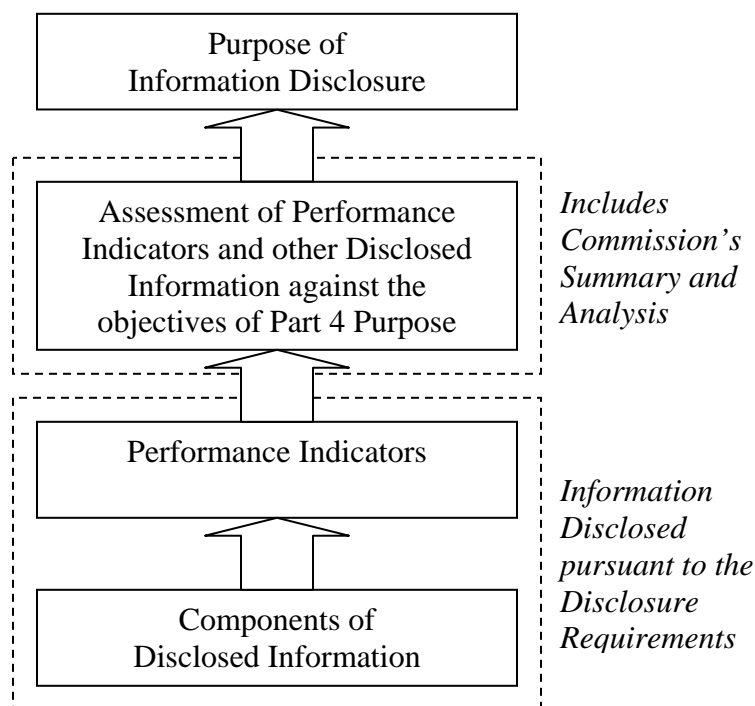 Purpose of
Information Disclosure
Assessment of Performance
Indicators and other Disclosed
Information against the
objectives of Part 4 Purpose
Includes
Commission's
Summary and
Analysis
Performance Indicators
Components of
Disclosed Information
Information
Disclosed
pursuant to the
Disclosure
Requirements